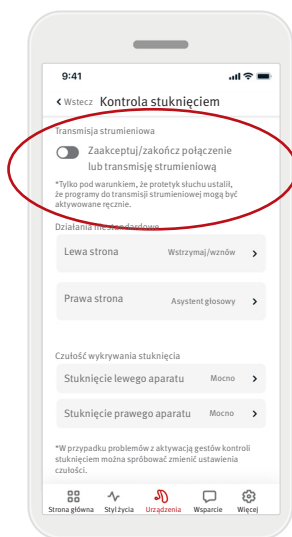 9:41
Wstecz Kontrola stuknięciem
Transmisja strumieniowa
Zaakceptuj/zakończ połączenie
lub transmisję strumieniową
*Tylko pod warunkiem, że protetyk słuchu ustalił,
że programy do transmisji strumieniowej mogą być
aktywowane ręcznie.
Działania niestandardowe
Lewa strona Wstrzymaj/wznów
Prawa strona Asystent głosowy
Czułość wykrywania stuknięcia
Stuknięcie lewego aparatu Mocno
Stuknięcie prawego aparatu Mocno
*W przypadku problemów z aktywacją gestów kontroli
stuknięciem można spróbować zmienić ustawienia
czułości.
Strona główna Styl życia Urządzenia Wsparcie Więcej